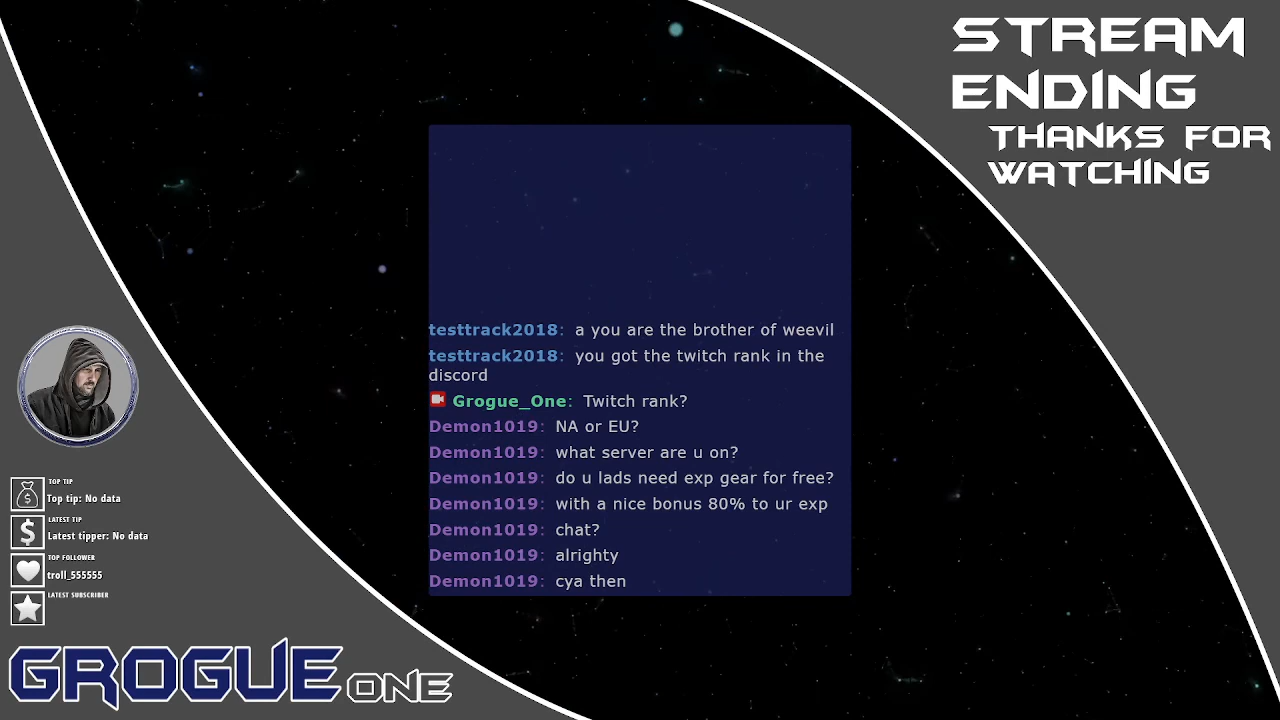 STREAM
ENDING
THANKS FOR
WATCHING
testtrack2018: a you are the brother of weevil
testtrack2018: you got the twitch rank in the
discord
Grogue_One: Twitch rank?
Demon1019: NA or EU?
Demon1019: what server are u on?
Demon1019: do u lads need exp gear for free?
Demon1019: with a nice bonus 80% to ur exp
Demon1019: chat?
Demon1019: alrighty
Demon1019: cya then
TOP TIP
Top tip: No data
LATEST TIP
Latest tipper: No data
TOP FOLLOWER
troll_555555
LATEST SUBSCRIBER
GROGUE ONE